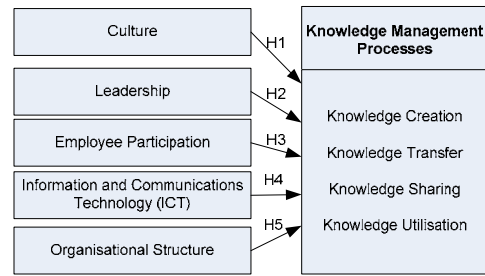 Culture
H1
Leadership
H2
Employee Participation
H3
Information and Communications
Technology (ICT)
H4
Organisational Structure
H5
Knowledge Management
Processes
Knowledge Creation
Knowledge Transfer
Knowledge Sharing
Knowledge Utilisation